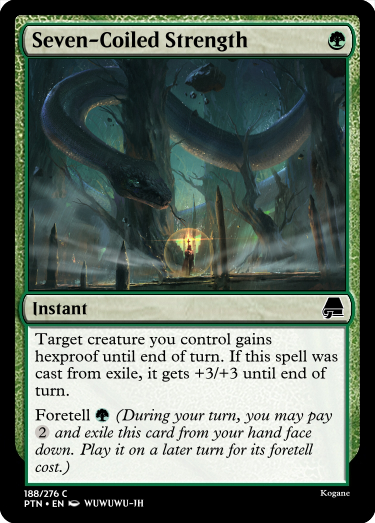 Seven-Coiled Strength
Instant
Target creature you control gains
hexproof until end of turn. If this spell was
cast from exile, it gets +3/+3 until end of
turn.
Foretell (During your turn, you may pay
2 and exile this card from your hand face
down. Play it on a later turn for its foretell
cost.)
188/276 C
Kogane
PTN • EN WUWUWU-1H